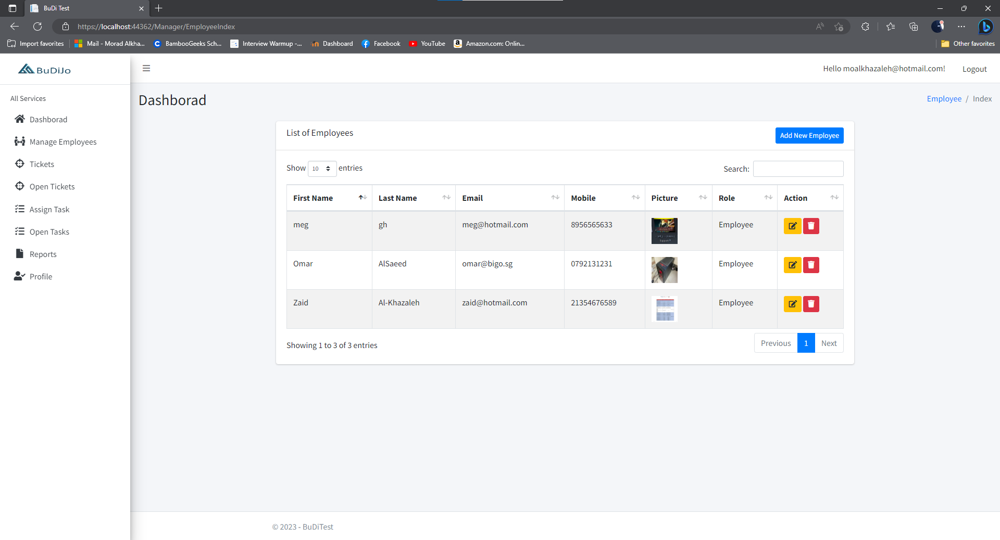 BuDi Test
https://localhost:44362/Manager/EmployeeIndex
Import favorites
Mail - Morad Alkha...
BambooGeeks Sch...
Interview Warmup -...
Dashboard
Facebook
YouTube
Amazon.com: Onlin...
Other favorites
BuDiJo
Hello moalkhazaleh@hotmail.com!
Logout
All Services
Dashborad
Manage Employees
Tickets
Open Tickets
Assign Task
Open Tasks
Reports
Profile
Dashborad
Employee / Index
List of Employees
Add New Employee
Show 10 entries
Search:
First Name Last Name Email Mobile Picture Role Action
meg gh meg@hotmail.com 8956565633 Employee
Omar AlSaeed omar@bigo.sg 0792131231 Employee
Zaid Al-Khazaleh zaid@hotmail.com 21354676589 Employee
Showing 1 to 3 of 3 entries
Previous 1 Next
© 2023 - BuDiTest